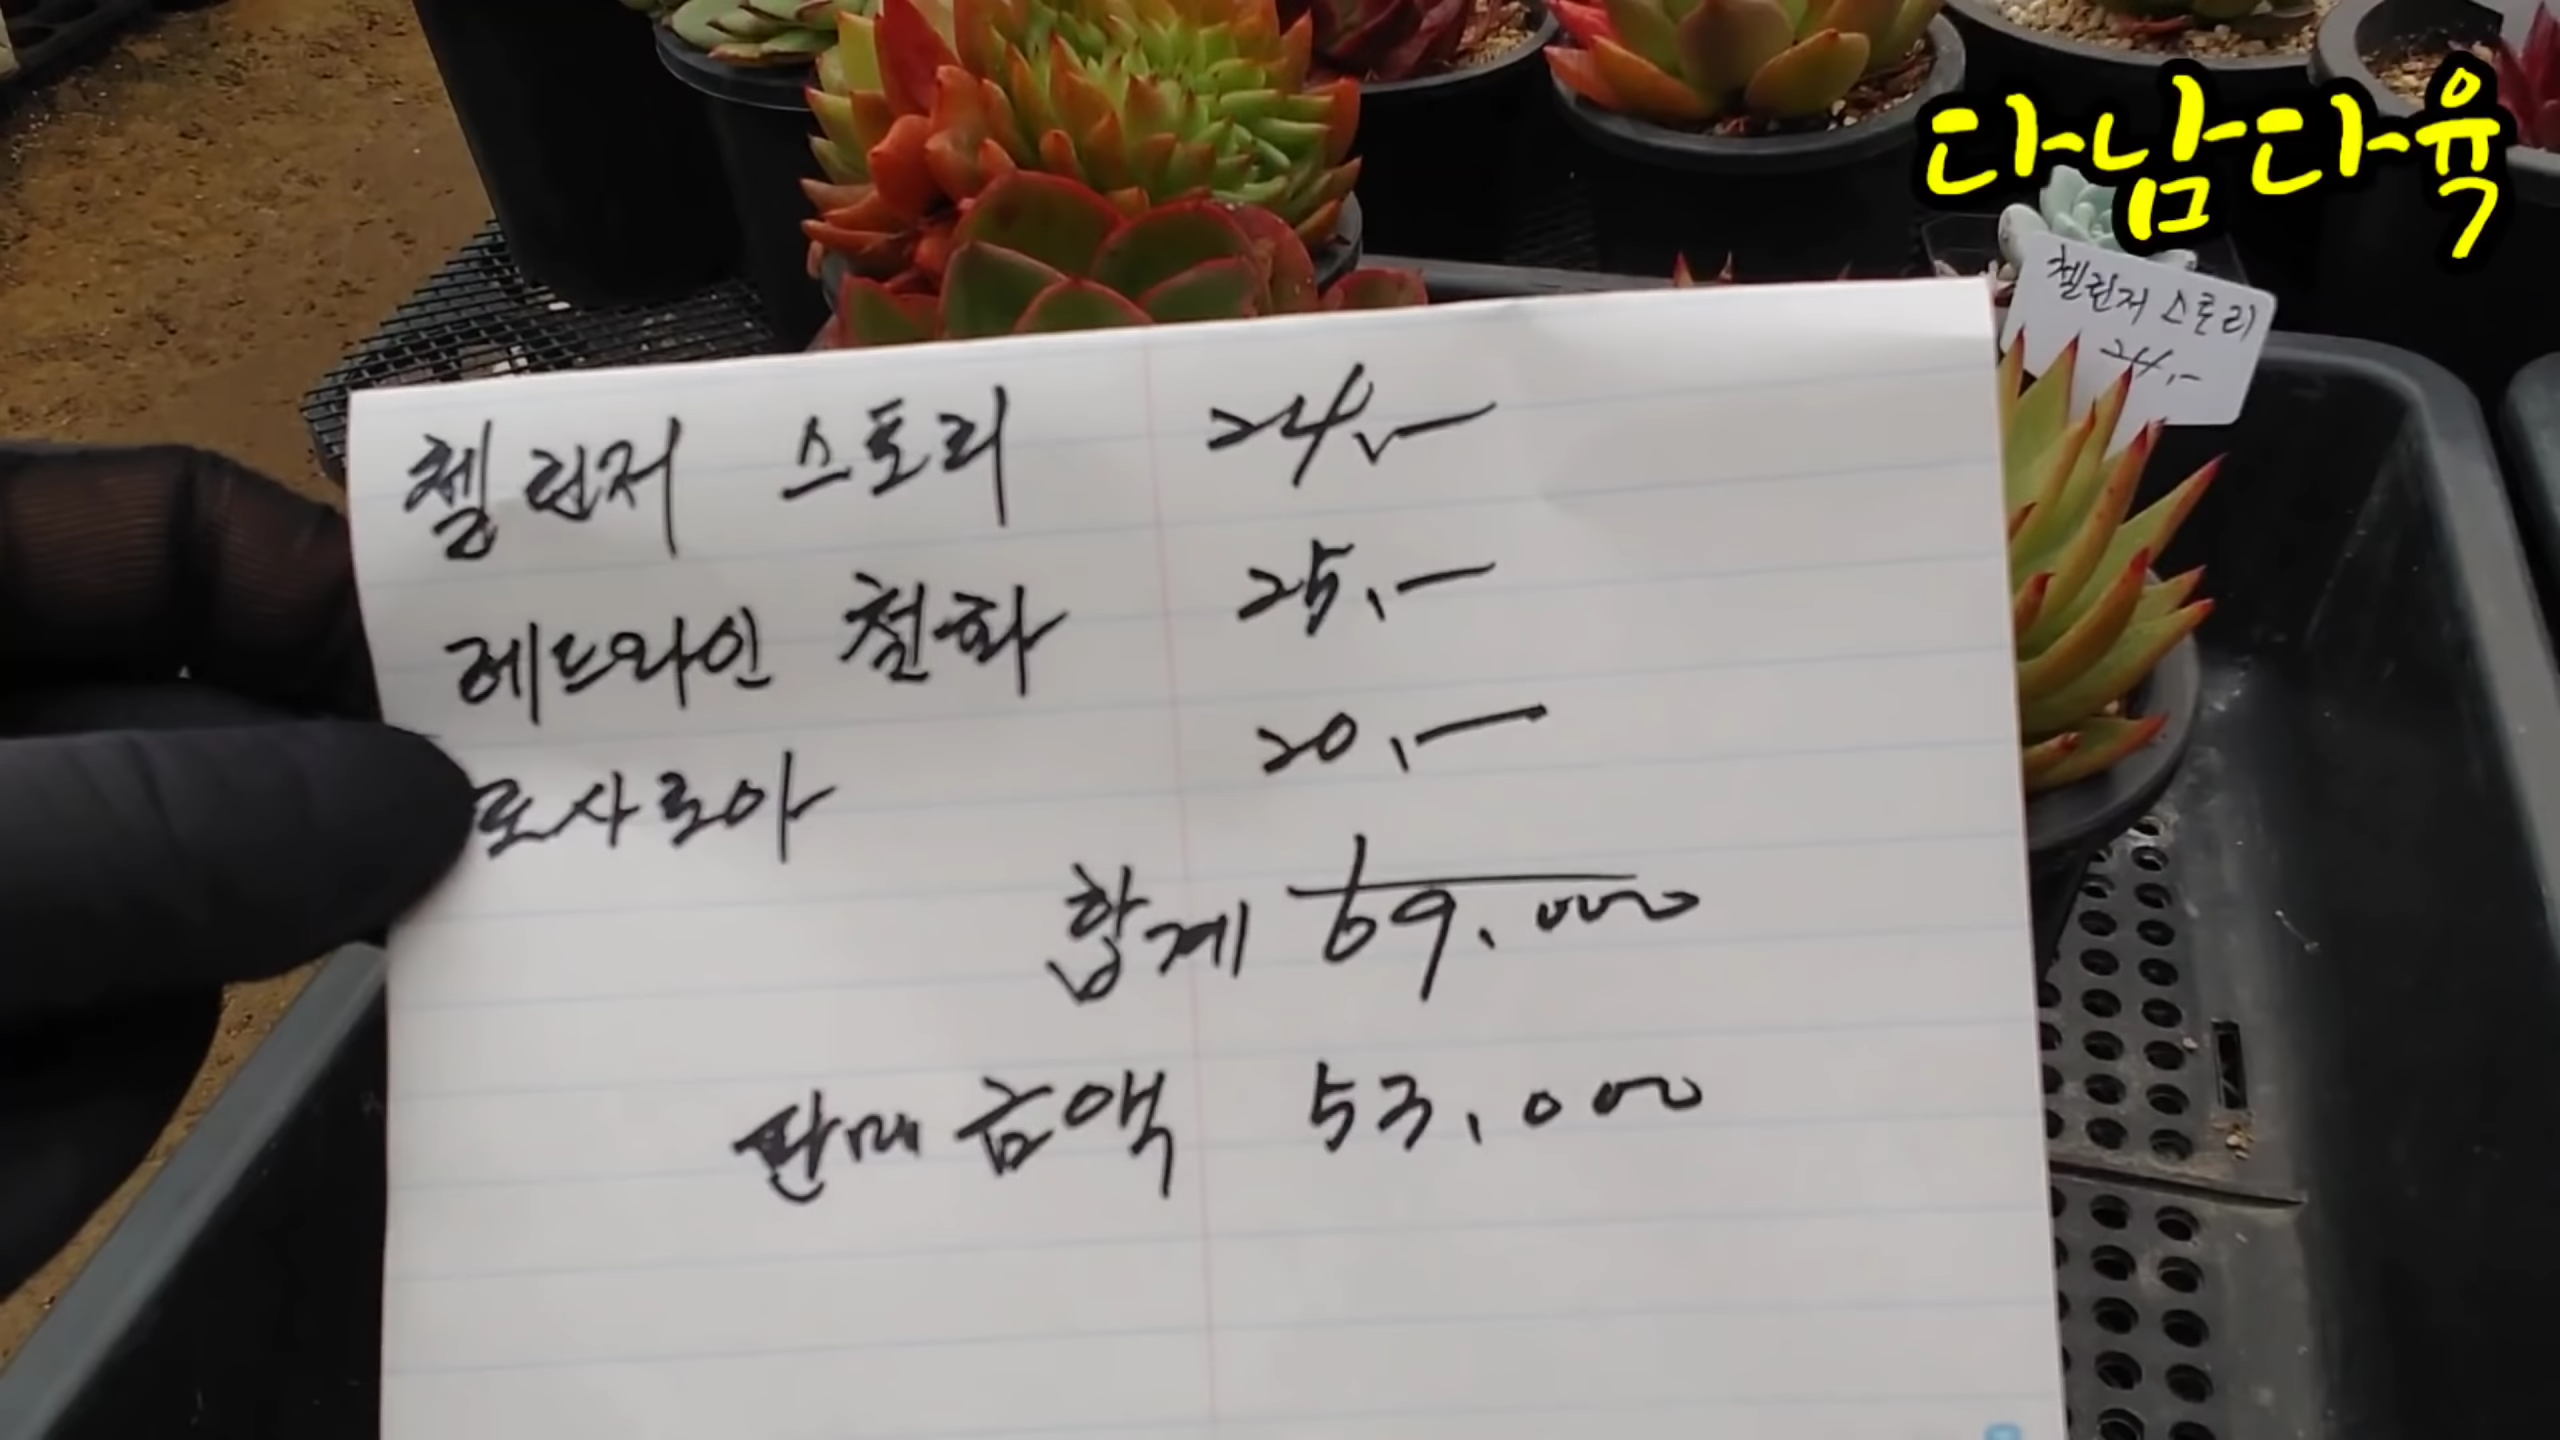 다남다육
첼린저 스토리
24,-
첼린저 스토리 24,-
레드와인 철화 25,-
로사로아 20,-
합계 69,000
판매금액 53,000